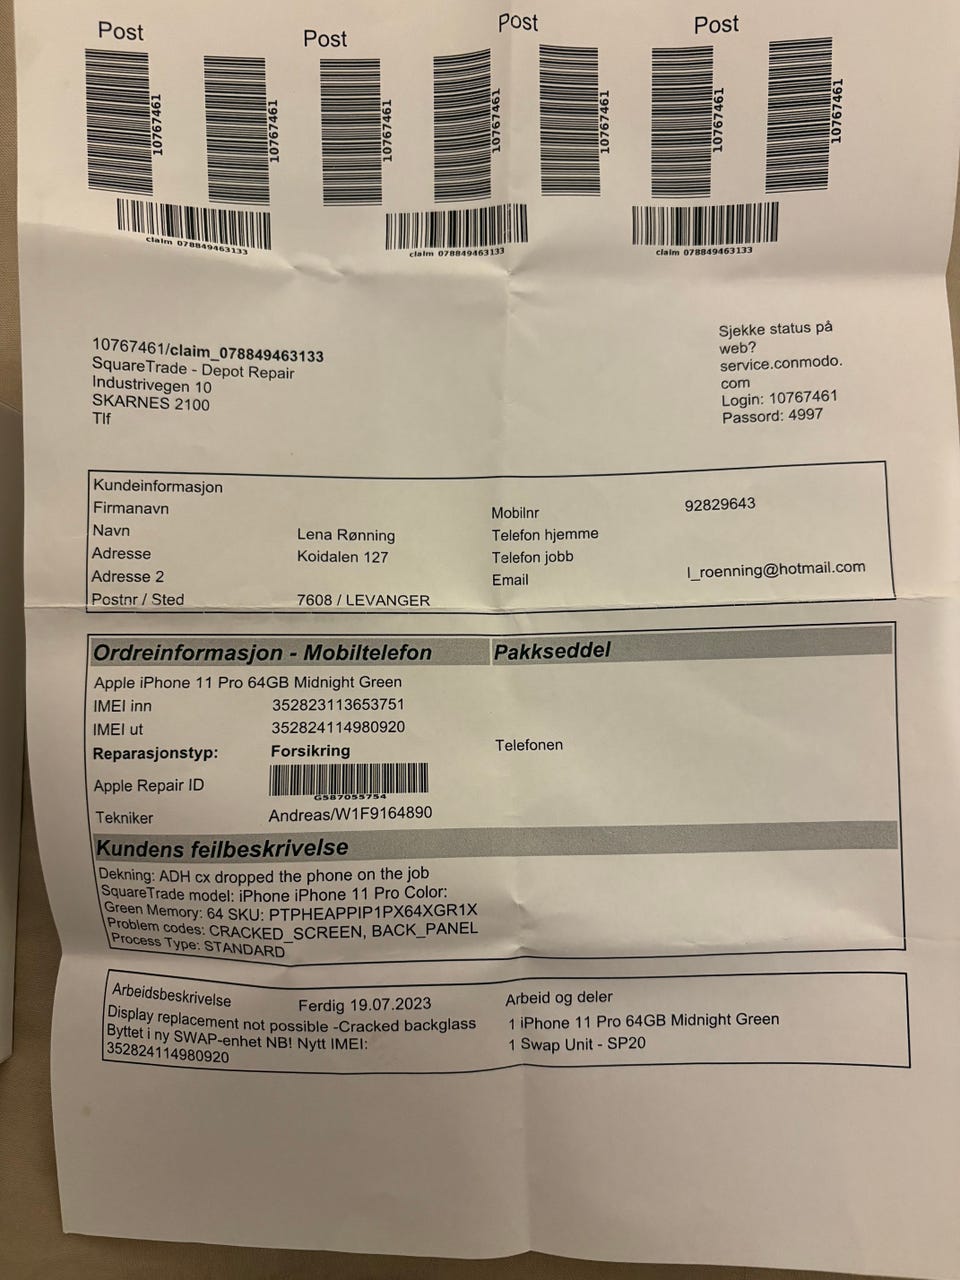 Post
Post
Post
Post
10767461
10767461
10767461
10767461
10767461
10767461
10767461
claim 078849463133
claim 078849463133
claim 078849463133
10767461/claim_078849463133
SquareTrade - Depot Repair
Industrivegen 10
SKARNES 2100
Tlf
Sjekke status på
web?
service.conmodo.
com
Login: 10767461
Passord: 4997
Kundeinformasjon
Firmanavn
Navn Lena Rønning
Adresse Koidalen 127
Adresse 2
Postnr / Sted 7608 / LEVANGER
Mobilnr 92829643
Telefon hjemme
Telefon jobb
Email l_roenning@hotmail.com
Ordreinformasjon - Mobiltelefon
Apple iPhone 11 Pro 64GB Midnight Green
IMEI inn 352823113653751
IMEI ut 352824114980920
Reparasjonstyp: Forsikring
Apple Repair ID
G587055754
Tekniker Andreas/W1F9164890
Pakkseddel
Telefonen
Kundens feilbeskrivelse
Dekning: ADH cx dropped the phone on the job
SquareTrade model: iPhone iPhone 11 Pro Color:
Green Memory: 64 SKU: PTPHEAPPIP1PX64XGR1X
Problem codes: CRACKED_SCREEN, BACK_PANEL
Process Type: STANDARD
Arbeidsbeskrivelse Ferdig 19.07.2023
Display replacement not possible -Cracked backglass
Byttet i ny SWAP-enhet NB! Nytt IMEI:
352824114980920
Arbeid og deler
1 iPhone 11 Pro 64GB Midnight Green
1 Swap Unit - SP20